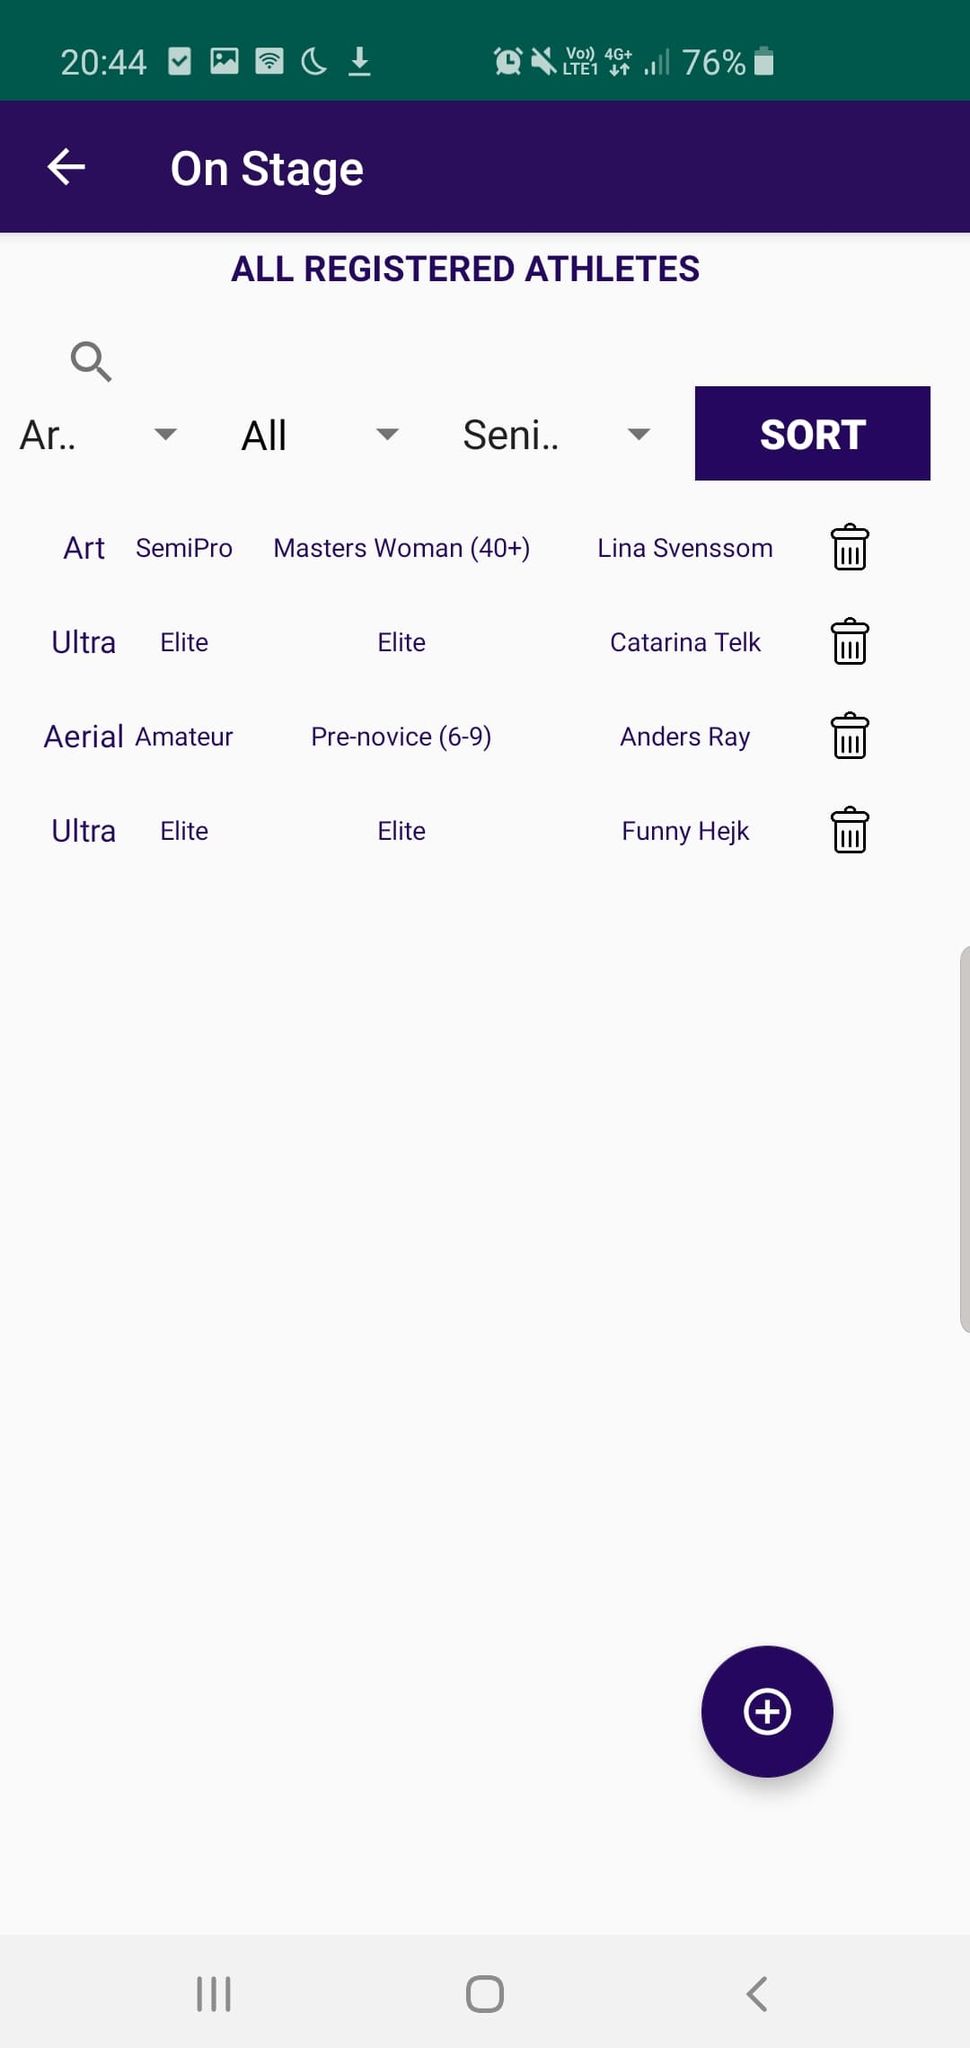 20:44 Vo)) LTE1 4G+ 76%
On Stage
ALL REGISTERED ATHLETES
Ar.. All Seni.. SORT
Art SemiPro Masters Woman (40+) Lina Svenssom
Ultra Elite Elite Catarina Telk
Aerial Amateur Pre-novice (6-9) Anders Ray
Ultra Elite Elite Funny Hejk